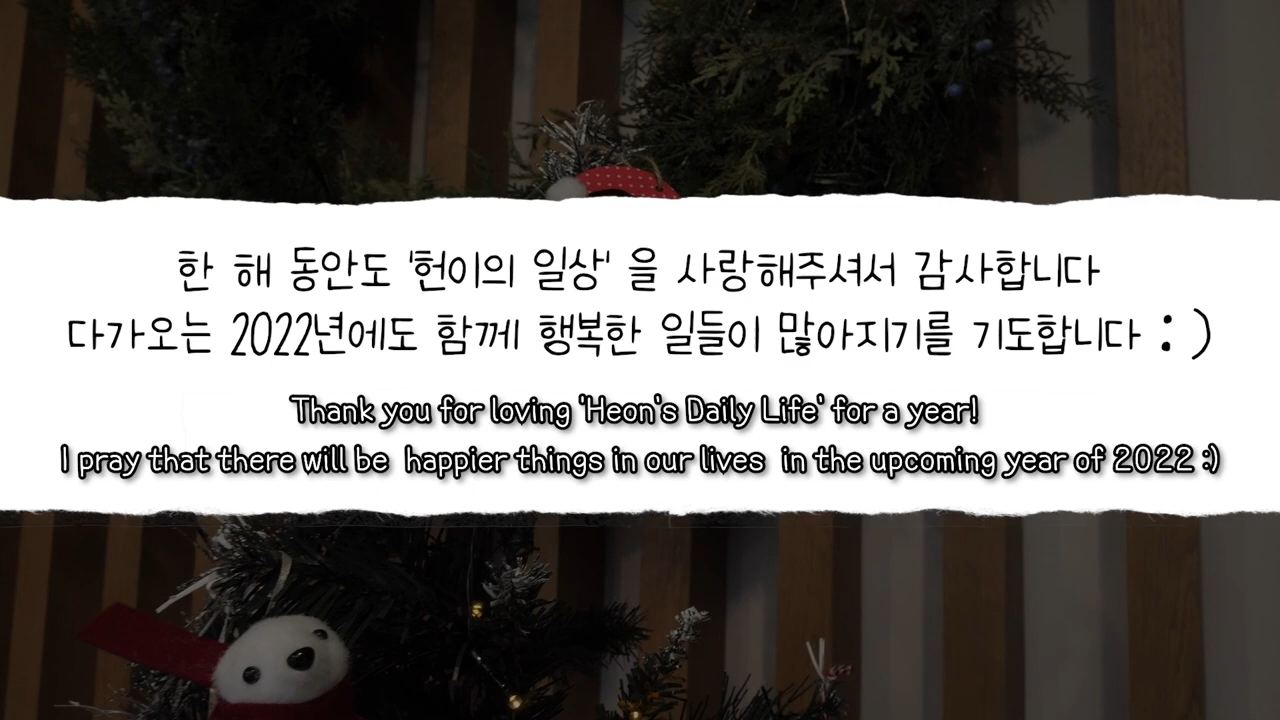 한 해 동안도 '헌이의 일상' 을 사랑해주셔서 감사합니다
다가오는 2022년에도 함께 행복한 일들이 많아지기를 기도합니다 : )
Thank you for loving 'Heon's Daily Life' for a year!
I pray that there will be happier things in our lives in the upcoming year of 2022 :)